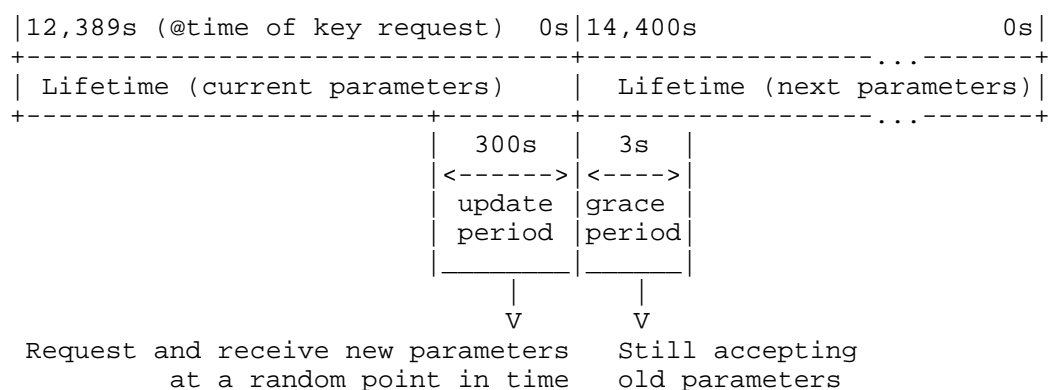 |12,389s (@time of key request)  0s|14,400s                   0s|
+-----------------------------------+------------------...-------+
| Lifetime (current parameters)     |  Lifetime (next parameters)|
+--------------------------+--------+------------------...-------+
                           |  300s  |  3s  |
                           |<------>|<---->|
                           | update |grace |
                           | period |period|
                           |________|______|
                                |       |
                                V       V
 Request and receive new parameters   Still accepting
          at a random point in time   old parameters